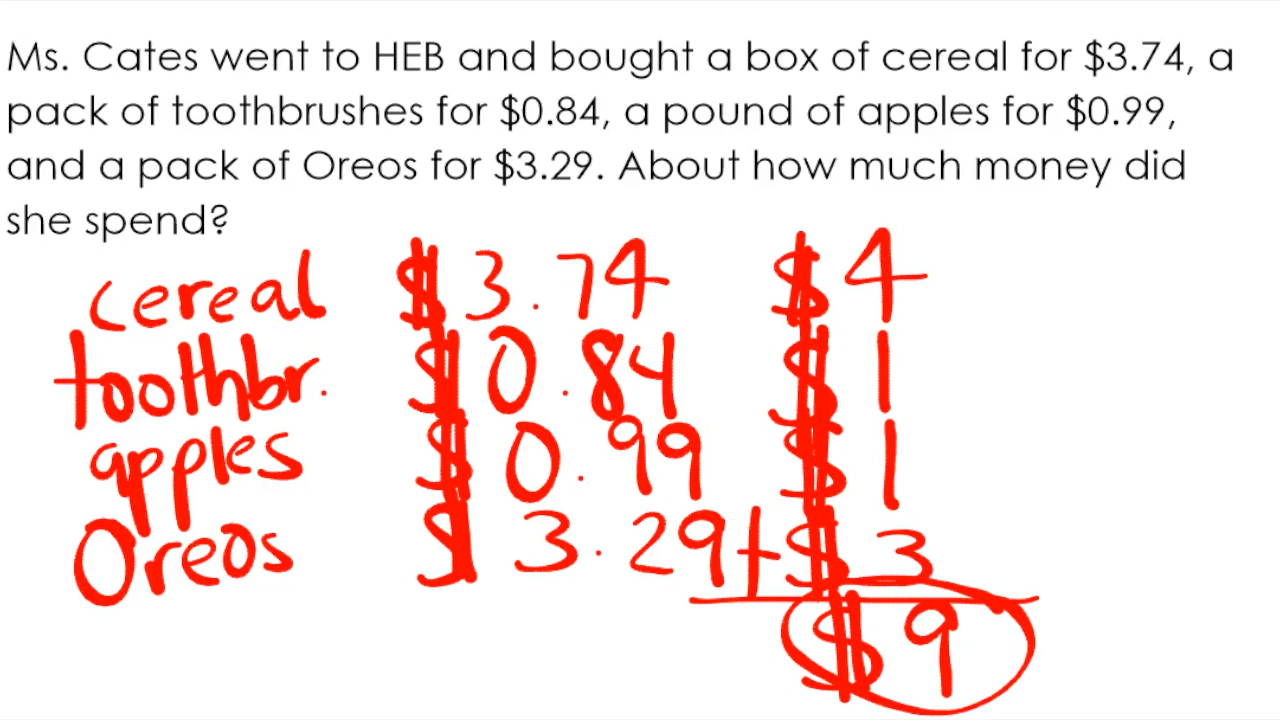 Ms. Cates went to HEB and bought a box of cereal for $3.74, a
pack of toothbrushes for $0.84, a pound of apples for $0.99,
and a pack of Oreos for $3.29. About how much money did
she spend?
cereal $3.74 $4
toothbr. $0.84 $1
apples $0.99 $1
Oreos $3.29 +$3
$9